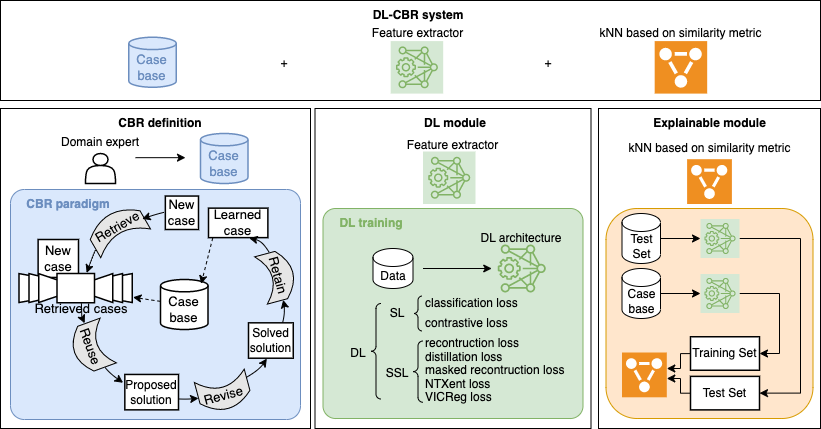 DL-CBR system
Case
base
+
Feature extractor
+
kNN based on similarity metric
CBR definition
Domain expert
Case
base
CBR paradigm
New
case
Learned
case
Retrieve
New
case
Retrieved cases
Case
base
Retain
Reuse
Solved
solution
Proposed
solution
Revise
DL module
Feature extractor
DL training
DL architecture
Data
DL
SL
classification loss
contrastive loss
SSL
reconstruction loss
distillation loss
masked reconstruction loss
NTXent loss
VICReg loss
Explainable module
kNN based on similarity metric
Test
Set
Case
base
Training Set
Test Set